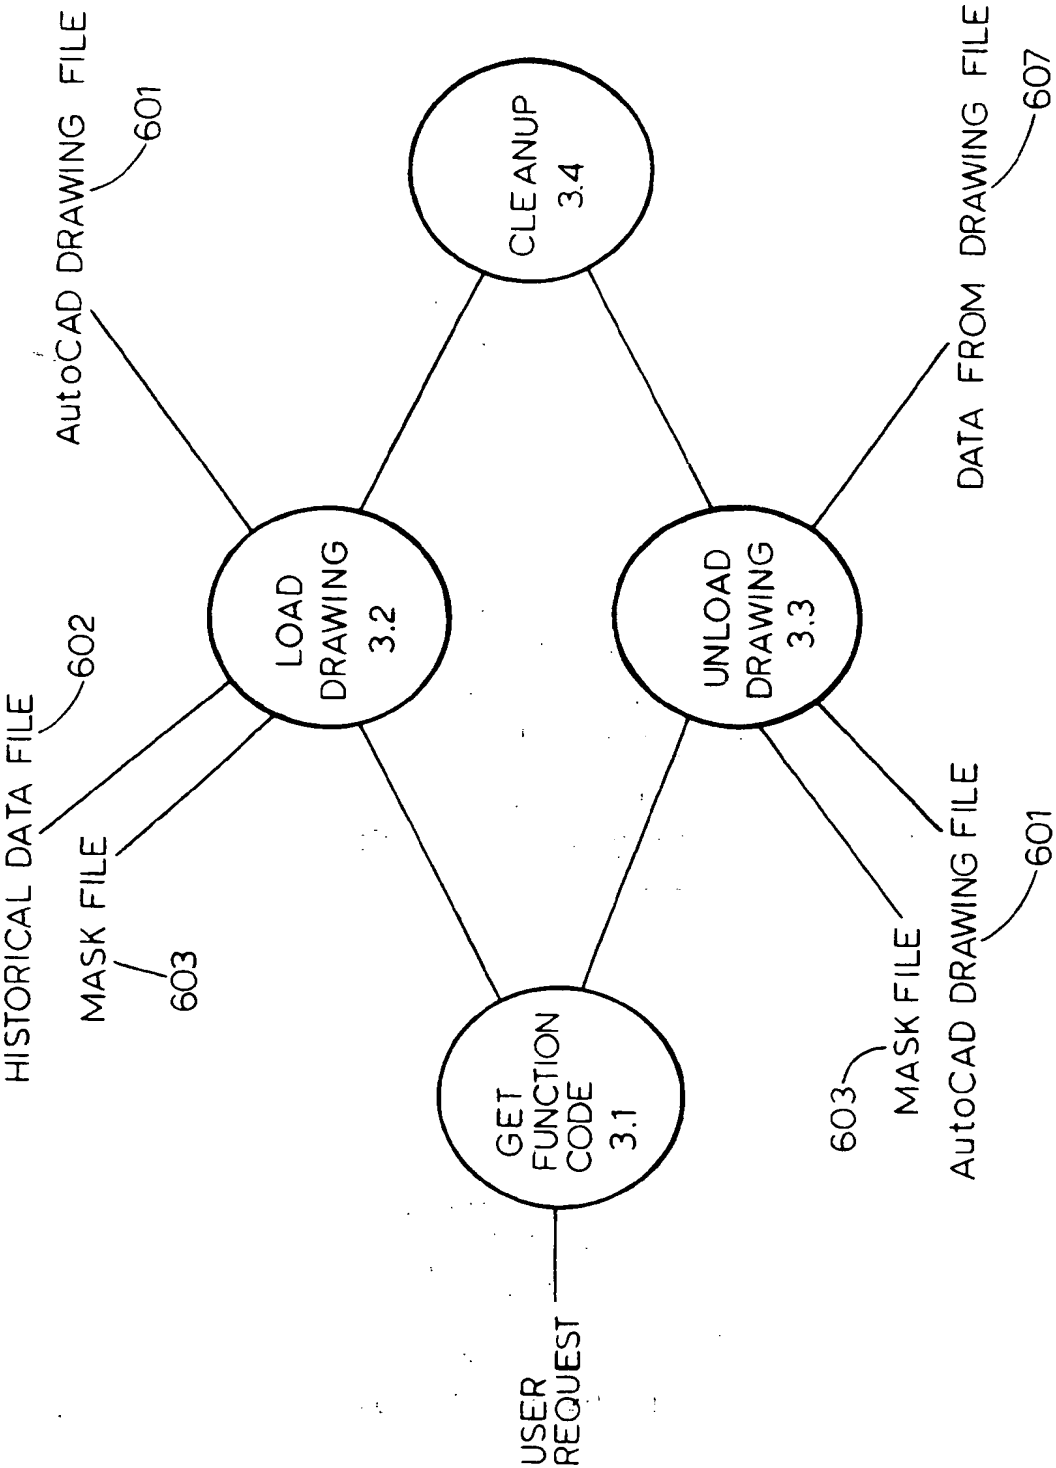 HISTORICAL DATA FILE
602
MASK FILE
603
AutoCAD DRAWING FILE
601
LOAD
DRAWING
3.2
USER
REQUEST
GET
FUNCTION
CODE
3.1
CLEANUP
3.4
UNLOAD
DRAWING
3.3
603
MASK FILE
AutoCAD DRAWING FILE
601
DATA FROM DRAWING FILE
607